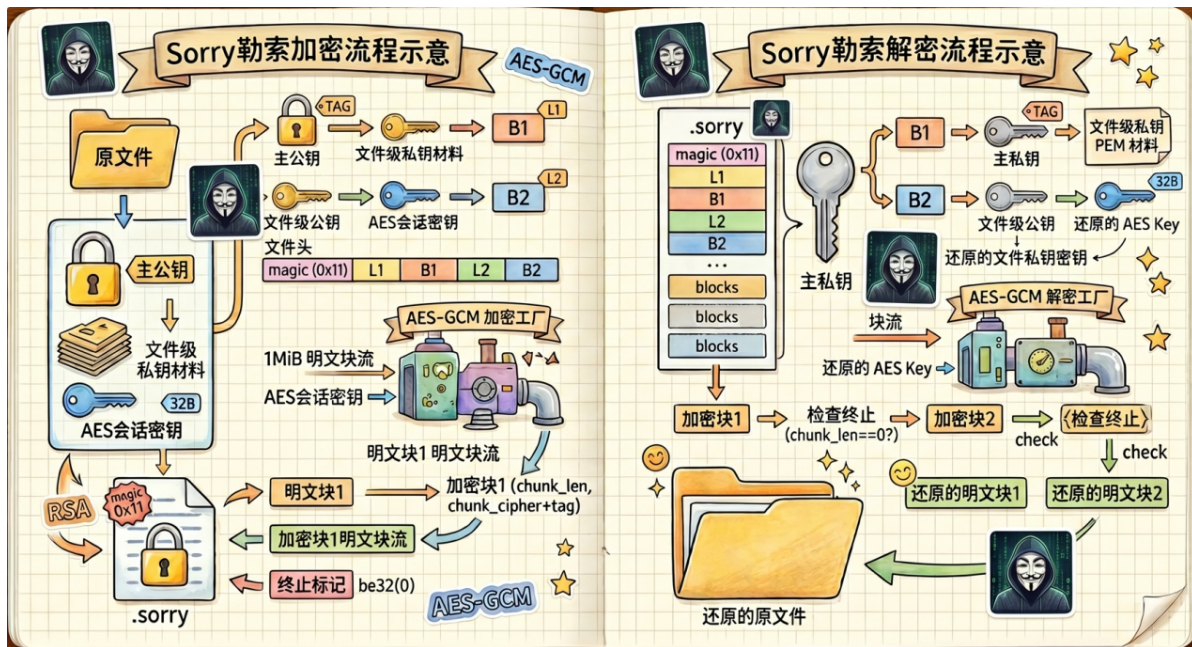 Sorry勒索加密流程示意
AES-GCM
原文件
主公钥
TAG
文件级私钥材料
B1
L1
文件级公钥
AES会话密钥
B2
L2
文件头
magic (0x11) L1 B1 L2 B2
主公钥
文件级
私钥材料
32B
AES会话密钥
AES-GCM 加密工厂
1MiB 明文块流
AES会话密钥
明文块1 明文块流
RSA
magic
0x11
.sorry
明文块1
加密块1 (chunk_len,
chunk_cipher+tag)
加密块1明文块流
终止标记 be32(0)
AES-GCM
Sorry勒索解密流程示意
.sorry
magic (0x11)
L1
B1
L2
B2
...
blocks
blocks
blocks
主私钥
B1
TAG
主私钥
文件级私钥
PEM 材料
B2
文件级公钥
32B
还原的 AES Key
还原的文件私钥密钥
AES-GCM 解密工厂
块流
还原的 AES Key
加密块1
检查终止
(chunk_len==0?)
加密块2
check
〈检查终止〉
check
还原的明文块1
还原的明文块2
还原的原文件